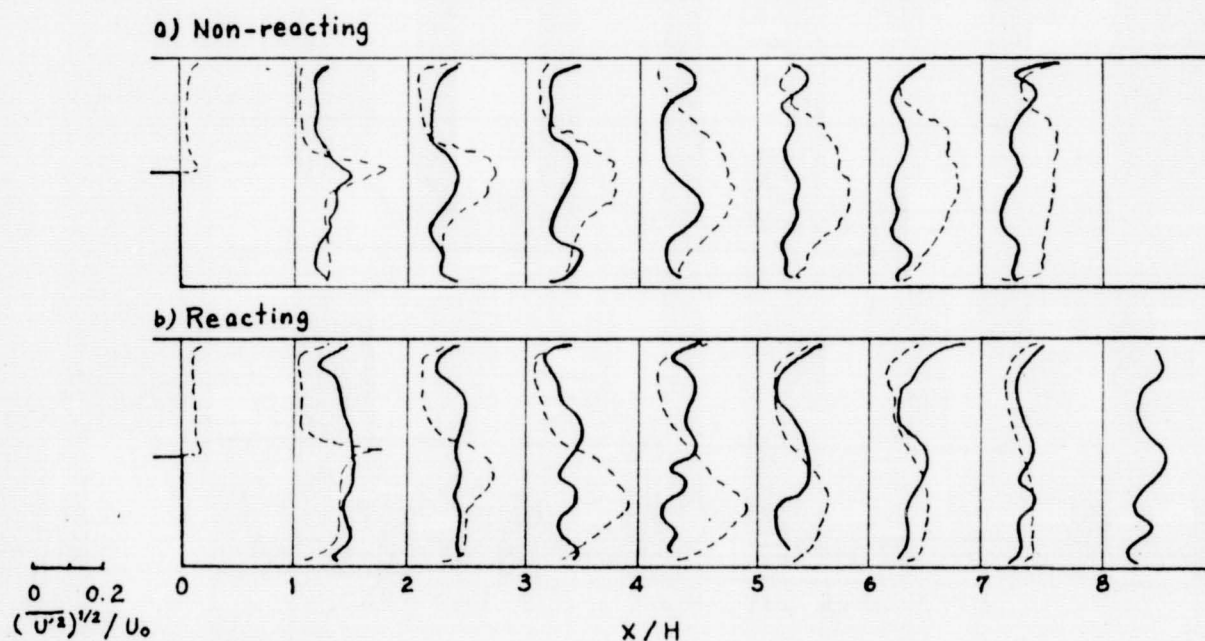 a) Non-reacting
b) Reacting
0 1 2 3 4 5 6 7 8
0 0.2
(U'²)¹/² / U₀
X / H